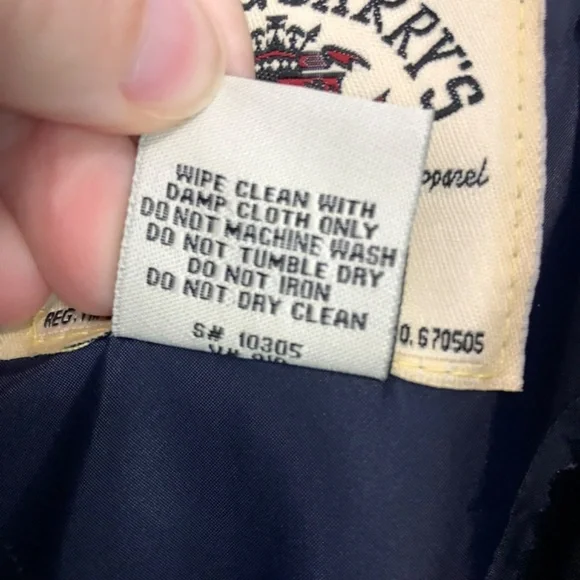 ARRY'S
pparel
WIPE CLEAN WITH
DAMP CLOTH ONLY
DO NOT MACHINE WASH
DO NOT TUMBLE DRY
DO NOT IRON
DO NOT DRY CLEAN
S# 10305
REG.
O. 670505